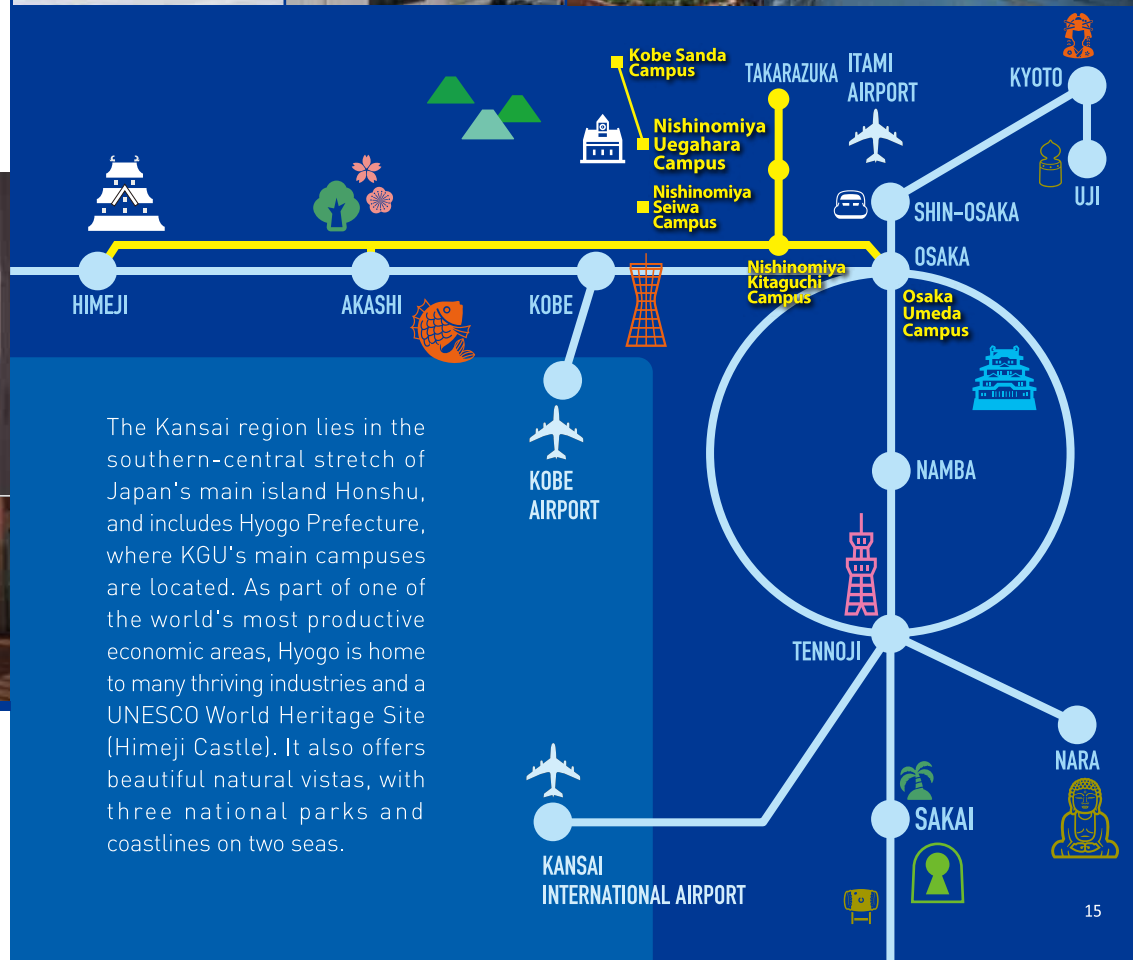 Kobe Sanda
Campus
TAKARAZUKA
ITAMI
AIRPORT
KYOTO
Nishinomiya
Uegahara
Campus
UJI
Nishinomiya
Seiwa
Campus
SHIN-OSAKA
OSAKA
HIMEJI
AKASHI
KOBE
Nishinomiya
Kitaguchi
Campus
Osaka
Umeda
Campus
The Kansai region lies in the
southern-central stretch of
Japan's main island Honshu,
and includes Hyogo Prefecture,
where KGU's main campuses
are located. As part of one of
the world's most productive
economic areas, Hyogo is home
to many thriving industries and a
UNESCO World Heritage Site
(Himeji Castle). It also offers
beautiful natural vistas, with
three national parks and
coastlines on two seas.
KOBE
AIRPORT
NAMBA
TENNOJI
NARA
SAKAI
KANSAI
INTERNATIONAL AIRPORT
15